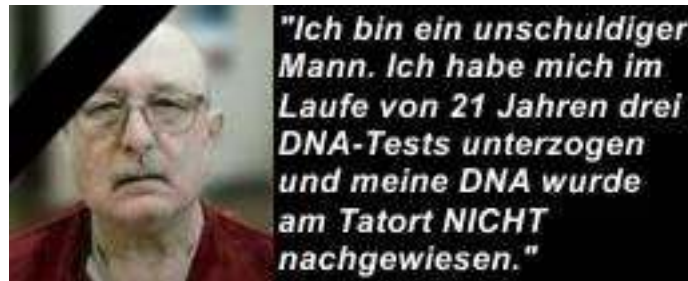 "Ich bin ein unschuldiger
Mann. Ich habe mich im
Laufe von 21 Jahren drei
DNA-Tests unterzogen
und meine DNA wurde
am Tatort NICHT
nachgewiesen."